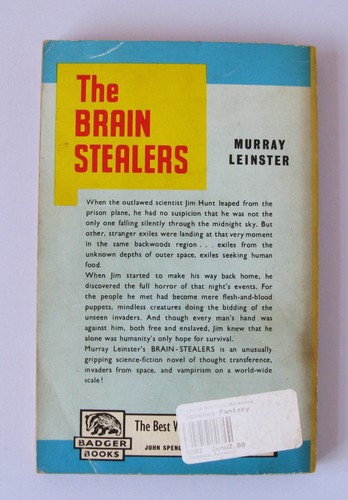 The
BRAIN
STEALERS
MURRAY
LEINSTER
When the outlawed scientist Jim Hunt leaped from the
prison plane, he had no suspicion that he was not the
only one falling silently through the midnight sky. But
other, stranger exiles were landing at that very moment
in the same backwoods region . . . exiles from the
unknown depths of outer space, exiles seeking human
food.
When Jim started to make his way back home, he
discovered the full horror of that night's events. For
the people he met had become mere flesh-and-blood
puppets, mindless creatures doing the bidding of the
unseen invaders. And though every man's hand was
against him, both free and enslaved, Jim knew that he
alone was humanity's only hope for survival.
Murray Leinster's BRAIN-STEALERS is an unusually
gripping science-fiction novel of thought transference,
invaders from space, and vampirism on a world-wide
scale!
BADGER
BOOKS
The Best
JOHN
Fantasy